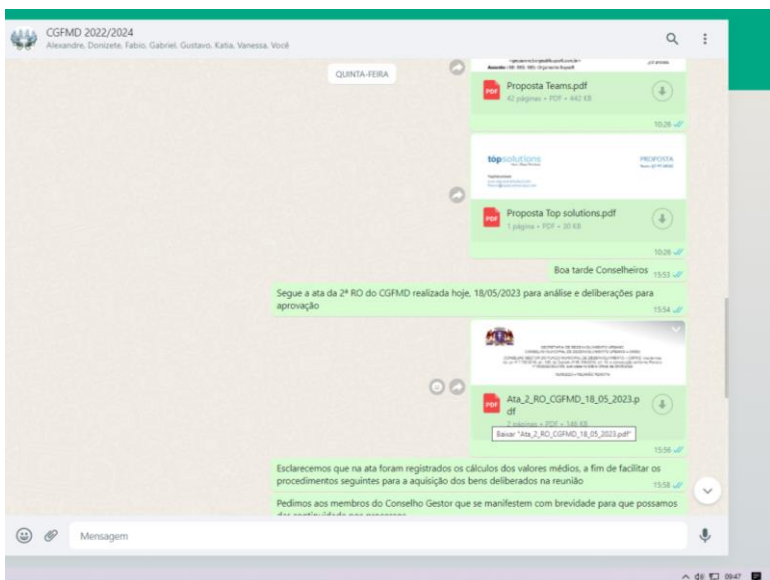 CGFMD 2022/2024
Alexandre, Donizete, Fabio, Gabriel, Gustavo, Katia, Vanessa, Você
QUINTA-FEIRA
Proposta Teams.pdf
42 páginas • PDF • 442 KB
10:26
topsolutions
PROPOSTA
Proposta Top solutions.pdf
1 página • PDF • 30 KB
10:26
Boa tarde Conselheiros
15:53
Segue a ata da 2ª RO do CGFMD realizada hoje, 18/05/2023 para análise e deliberações para
aprovação
15:54
Ata_2_RO_CGFMD_18_05_2023.p
df
2 páginas • PDF • 146 KB
Baixar "Ata_2_RO_CGFMD_18_05_2023.pdf"
15:56
Esclarecemos que na ata foram registrados os cálculos dos valores médios, a fim de facilitar os
procedimentos seguintes para a aquisição dos bens deliberados na reunião
15:58
Pedimos aos membros do Conselho Gestor que se manifestem com brevidade para que possamos
dar continuidade aos processos
Mensagem
09:47